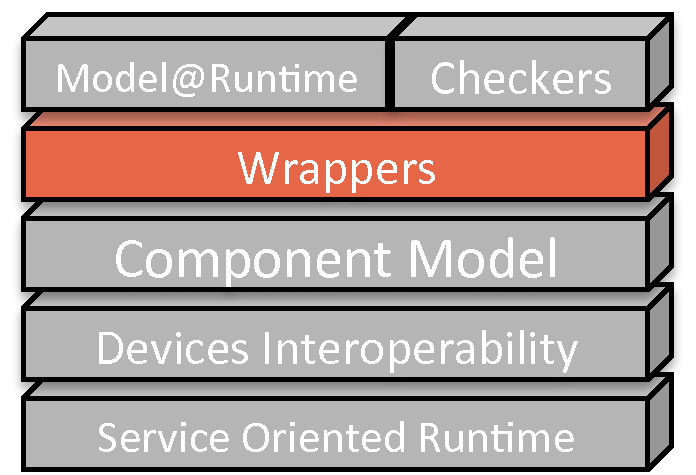 Model@Runtime
Checkers
Wrappers
Component Model
Devices Interoperability
Service Oriented Runtime